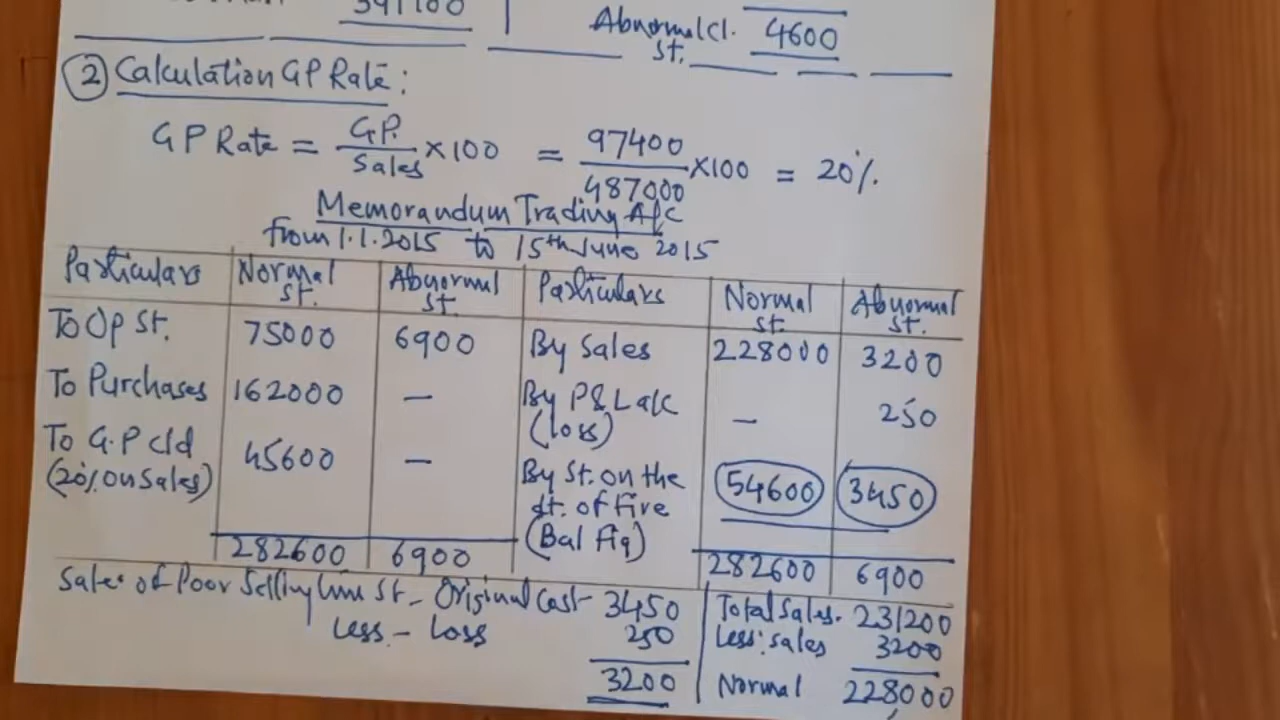 391100
Abnormal cl. 4600
st.
② Calculation GP Rate:
GP Rate = GP. / Sales ×100 = 97400 / 487000 ×100 = 20%.
Memorandum Trading A/c
from 1.1.2015 to 15th June 2015
Particulars Normal st. Abnormal st. Particulars Normal st. Abnormal st.
To Op St. 75000 6900 By Sales 228000 3200
To Purchases 162000 — By P&L a/c (loss) — 250
To G.P c/d (20% on Sales) 45600 — By St. on the dt. of Fire (Bal Fig) 54600 3450
282600 6900 282600 6900
Sales of Poor Selling line St - Original Cost 3450 Total Sales - 231200
Less - Loss 250 Less: Sales 3200
3200 Normal 228000